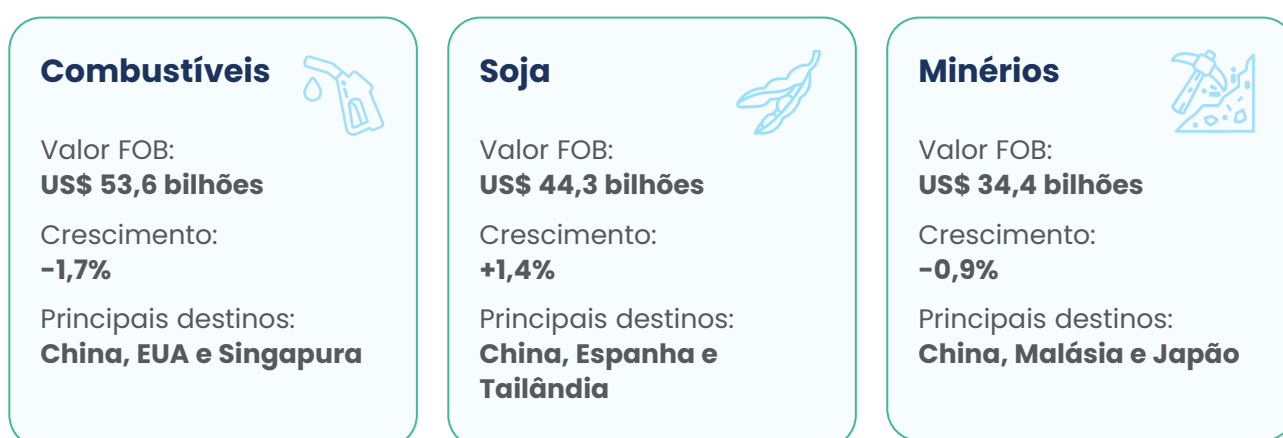 Combustíveis
Valor FOB:
US$ 53,6 bilhões
Crescimento:
-1,7%
Principais destinos:
China, EUA e Singapura
Soja
Valor FOB:
US$ 44,3 bilhões
Crescimento:
+1,4%
Principais destinos:
China, Espanha e
Tailândia
Minérios
Valor FOB:
US$ 34,4 bilhões
Crescimento:
-0,9%
Principais destinos:
China, Malásia e Japão